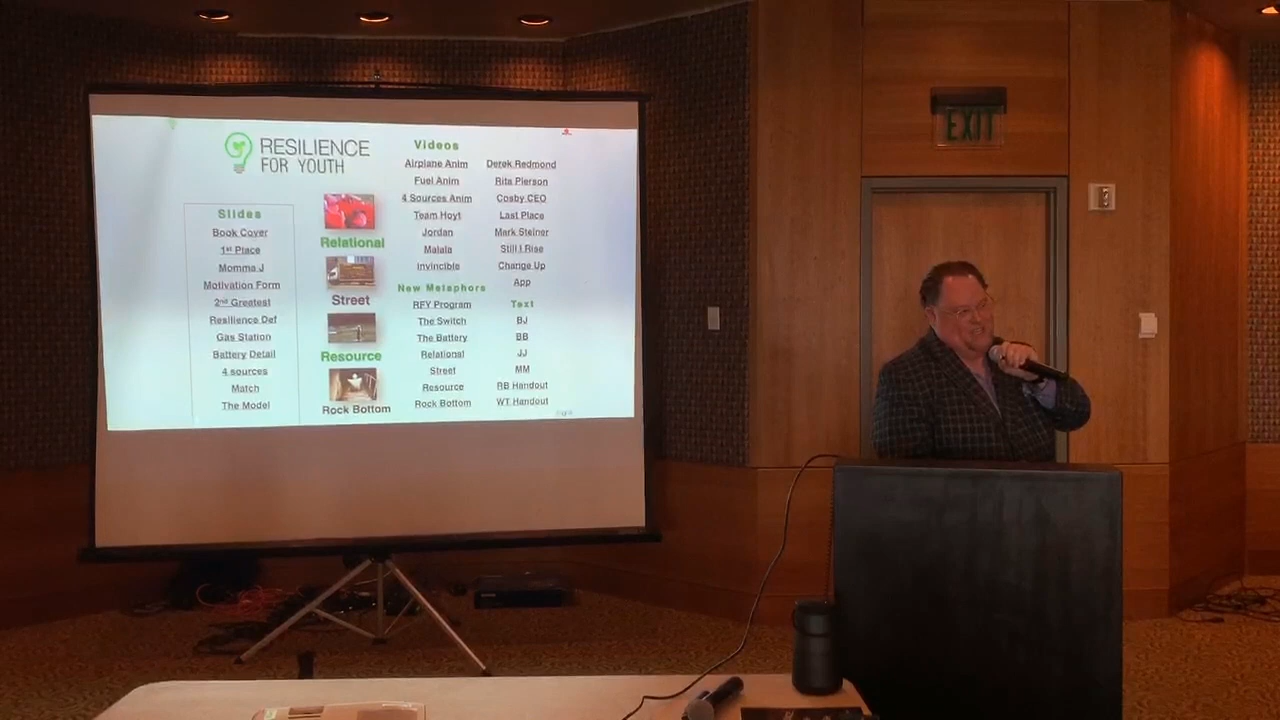 RESILIENCE
FOR YOUTH
Slides
Book Cover
1st Place
Momma J
Motivation Form
2nd Greatest
Resilience Def
Gas Station
Battery Detail
4 sources
Match
The Model
Relational
Street
Resource
Rock Bottom
Videos
Airplane Anim
Fuel Anim
4 Sources Anim
Team Hoyt
Jordan
Malala
Invincible
Derek Redmond
Rita Pierson
Cosby CEO
Last Place
Mark Steiner
Still I Rise
Change Up
App
New Metaphors
RFY Program
The Switch
The Battery
Relational
Street
Resource
Rock Bottom
Text
BJ
BB
JJ
MM
RB Handout
WT Handout
EXIT